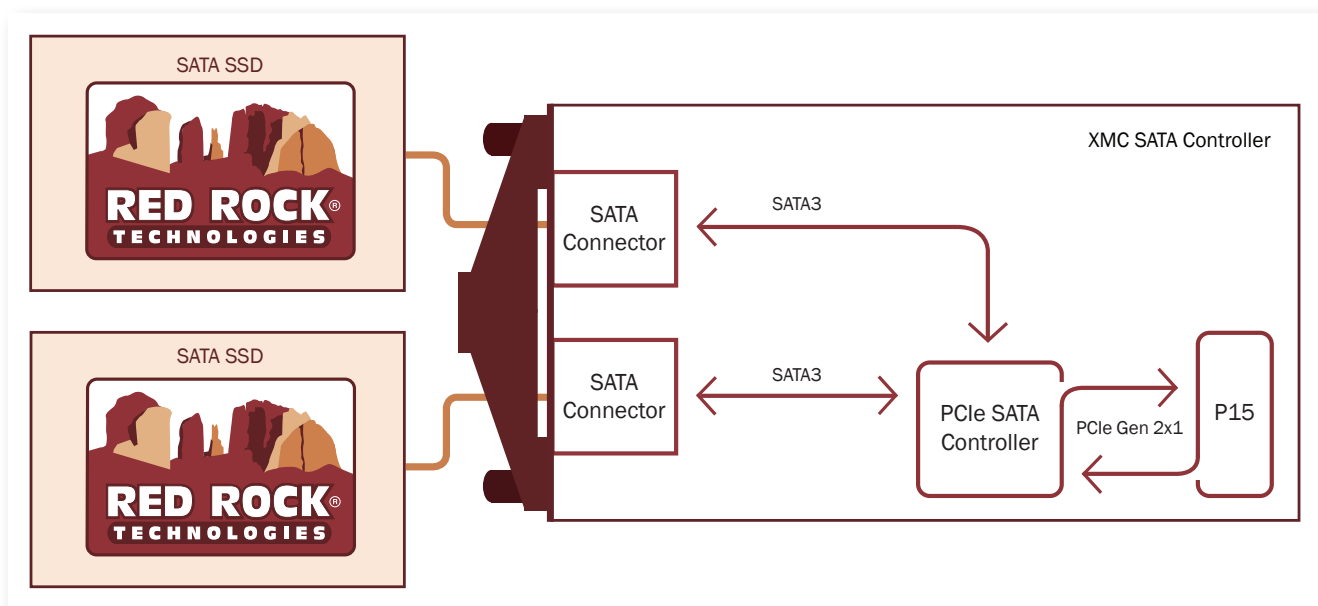 SATA SSD
RED ROCK®
TECHNOLOGIES
SATA SSD
RED ROCK®
TECHNOLOGIES
XMC SATA Controller
SATA
Connector
SATA3
SATA
Connector
SATA3
PCIe SATA
Controller
PCIe Gen 2x1
P15